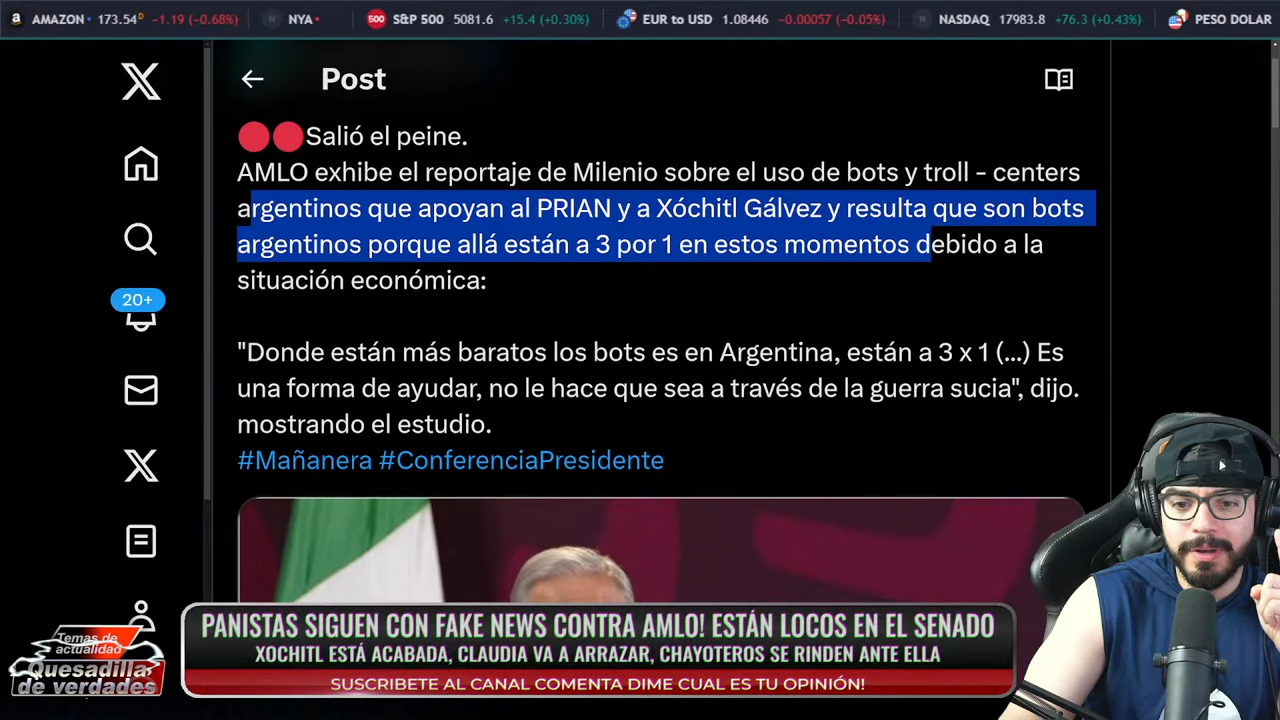 AMAZON 173.54 D -1.19 (-0.68%) NYA S&P 500 5081.6 +15.4 (+0.30%) EUR to USD 1.08446 -0.00057 (-0.05%) NASDAQ 17983.8 +76.3 (+0.43%) PESO DOLAR
Post
Salió el peine.
AMLO exhibe el reportaje de Milenio sobre el uso de bots y troll - centers
argentinos que apoyan al PRIAN y a Xóchitl Gálvez y resulta que son bots
argentinos porque allá están a 3 por 1 en estos momentos debido a la
situación económica:
20+
"Donde están más baratos los bots es en Argentina, están a 3 x 1 (...) Es
una forma de ayudar, no le hace que sea a través de la guerra sucia", dijo.
mostrando el estudio.
#Mañanera #ConferenciaPresidente
PANISTAS SIGUEN CON FAKE NEWS CONTRA AMLO! ESTÁN LOCOS EN EL SENADO
XOCHITL ESTÁ ACABADA, CLAUDIA VA A ARRAZAR, CHAYOTEROS SE RINDEN ANTE ELLA
SUSCRIBETE AL CANAL COMENTA DIME CUAL ES TU OPINIÓN!
Temas de
actualidad
Quesadilla
de verdades